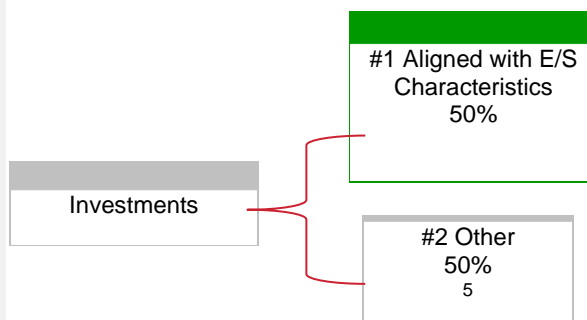 #1 Aligned with E/S
Characteristics
50%
Investments
#2 Other
50%
5